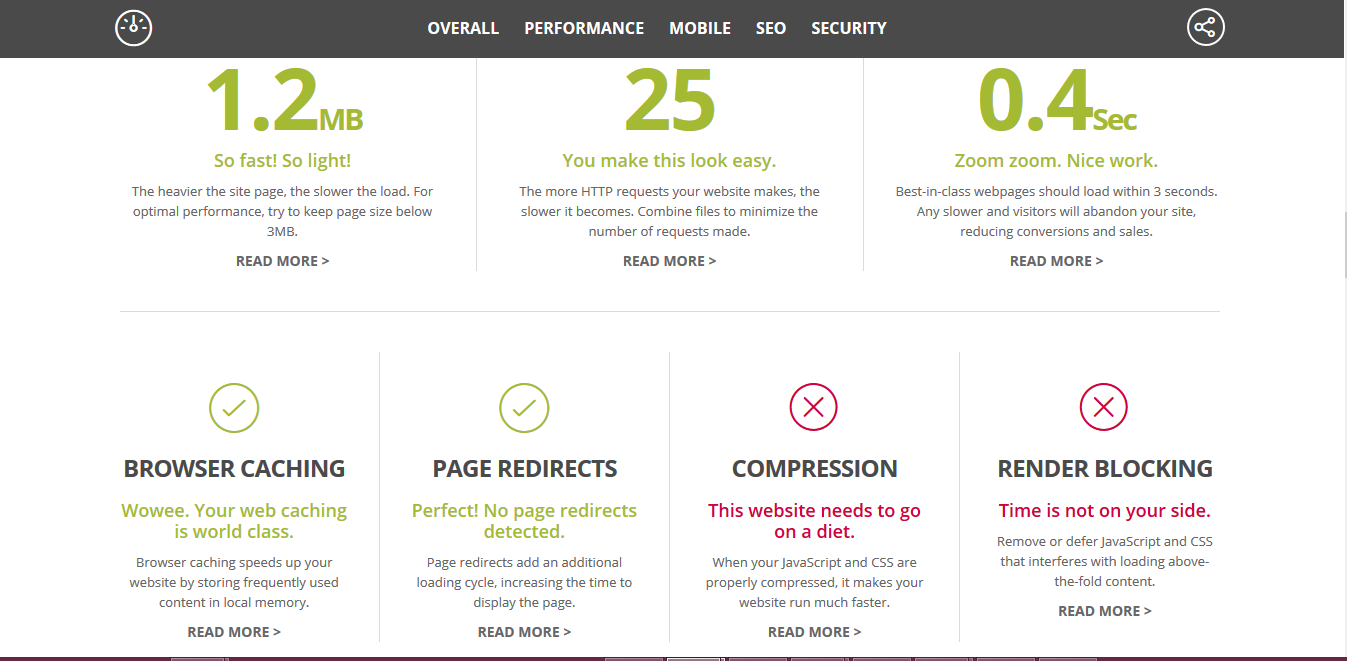 OVERALL PERFORMANCE MOBILE SEO SECURITY
1.2MB
So fast! So light!
The heavier the site page, the slower the load. For
optimal performance, try to keep page size below
3MB.
READ MORE >
25
You make this look easy.
The more HTTP requests your website makes, the
slower it becomes. Combine files to minimize the
number of requests made.
READ MORE >
0.4Sec
Zoom zoom. Nice work.
Best-in-class webpages should load within 3 seconds.
Any slower and visitors will abandon your site,
reducing conversions and sales.
READ MORE >
BROWSER CACHING
Wowee. Your web caching
is world class.
Browser caching speeds up your
website by storing frequently used
content in local memory.
READ MORE >
PAGE REDIRECTS
Perfect! No page redirects
detected.
Page redirects add an additional
loading cycle, increasing the time to
display the page.
READ MORE >
COMPRESSION
This website needs to go
on a diet.
When your JavaScript and CSS are
properly compressed, it makes your
website run much faster.
READ MORE >
RENDER BLOCKING
Time is not on your side.
Remove or defer JavaScript and CSS
that interferes with loading above-
the-fold content.
READ MORE >